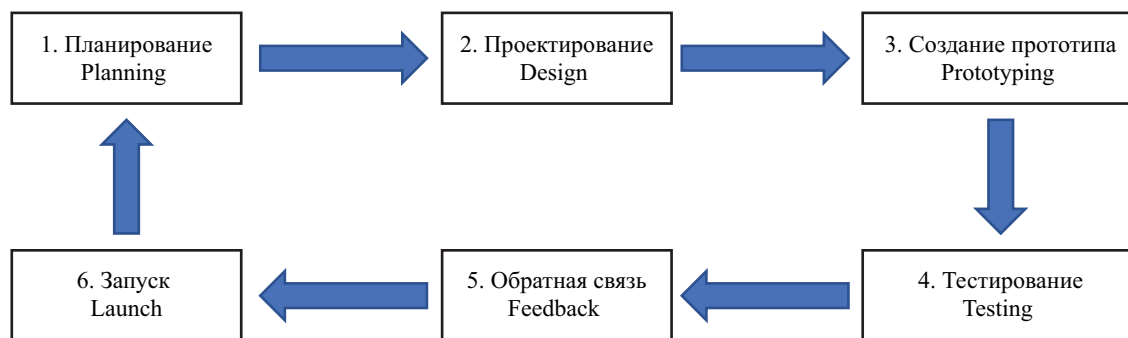 1. Планирование
Planning
2. Проектирование
Design
3. Создание прототипа
Prototyping
4. Тестирование
Testing
5. Обратная связь
Feedback
6. Запуск
Launch